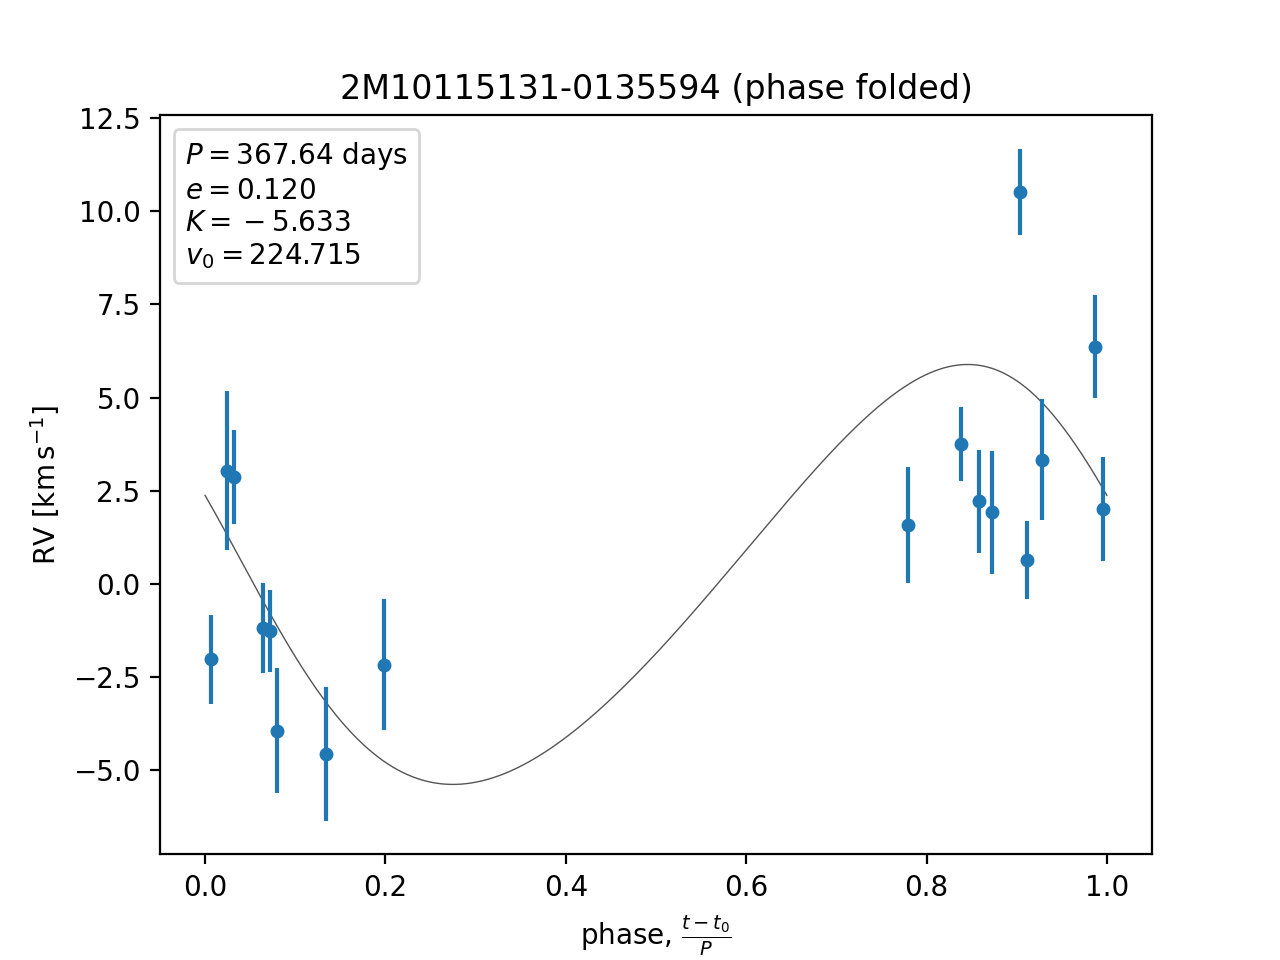 2M10115131-0135594 (phase folded)
P = 367.64 days
e = 0.120
K = −5.633
v₀ = 224.715
12.5
10.0
7.5
5.0
2.5
0.0
−2.5
−5.0
RV [km s⁻¹]
0.0 0.2 0.4 0.6 0.8 1.0
phase, (t − t₀)/P